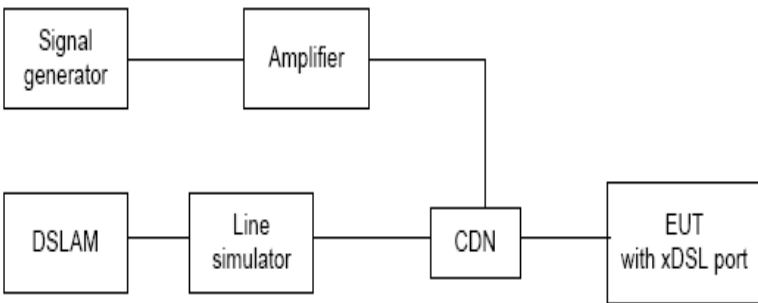 Signal
generator
Amplifier
DSLAM
Line
simulator
CDN
EUT
with xDSL port